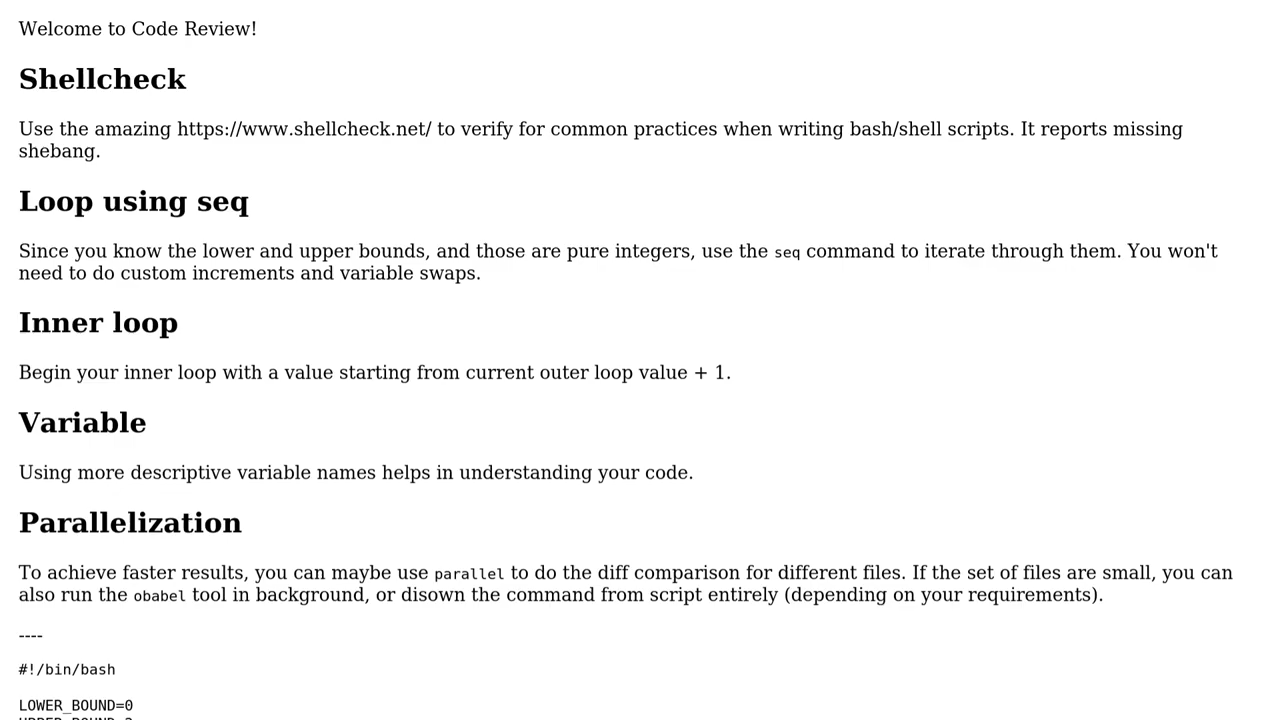 Welcome to Code Review!
Shellcheck
Use the amazing https://www.shellcheck.net/ to verify for common practices when writing bash/shell scripts. It reports missing
shebang.
Loop using seq
Since you know the lower and upper bounds, and those are pure integers, use the seq command to iterate through them. You won't
need to do custom increments and variable swaps.
Inner loop
Begin your inner loop with a value starting from current outer loop value + 1.
Variable
Using more descriptive variable names helps in understanding your code.
Parallelization
To achieve faster results, you can maybe use parallel to do the diff comparison for different files. If the set of files are small, you can
also run the obabel tool in background, or disown the command from script entirely (depending on your requirements).
----
#!/bin/bash
LOWER_BOUND=0